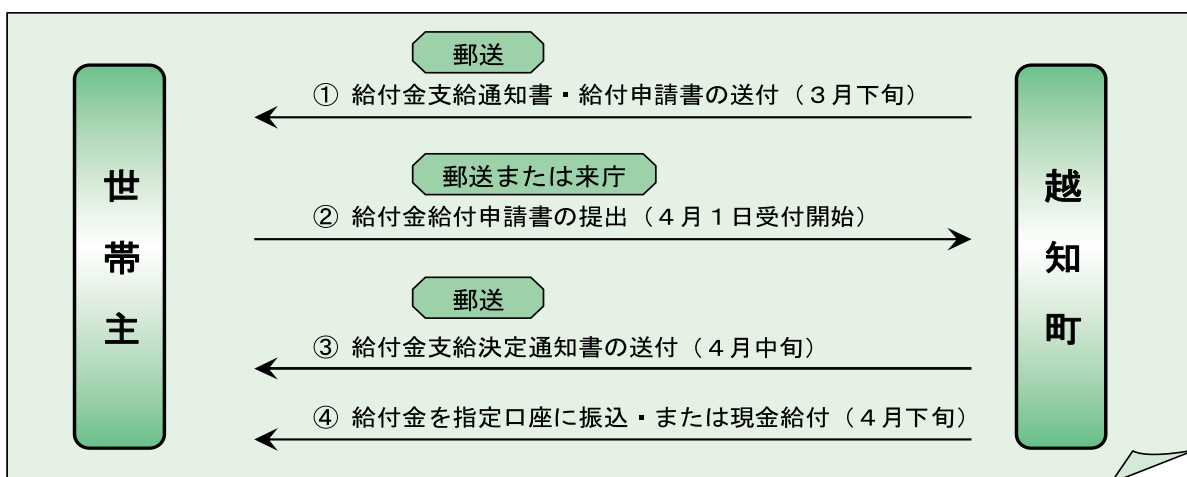 郵送
① 給付金支給通知書・給付申請書の送付（３月下旬）
郵送または来庁
② 給付金給付申請書の提出（４月１日受付開始）
郵送
③ 給付金支給決定通知書の送付（４月中旬）
④ 給付金を指定口座に振込・または現金給付（４月下旬）
世帯主
越知町